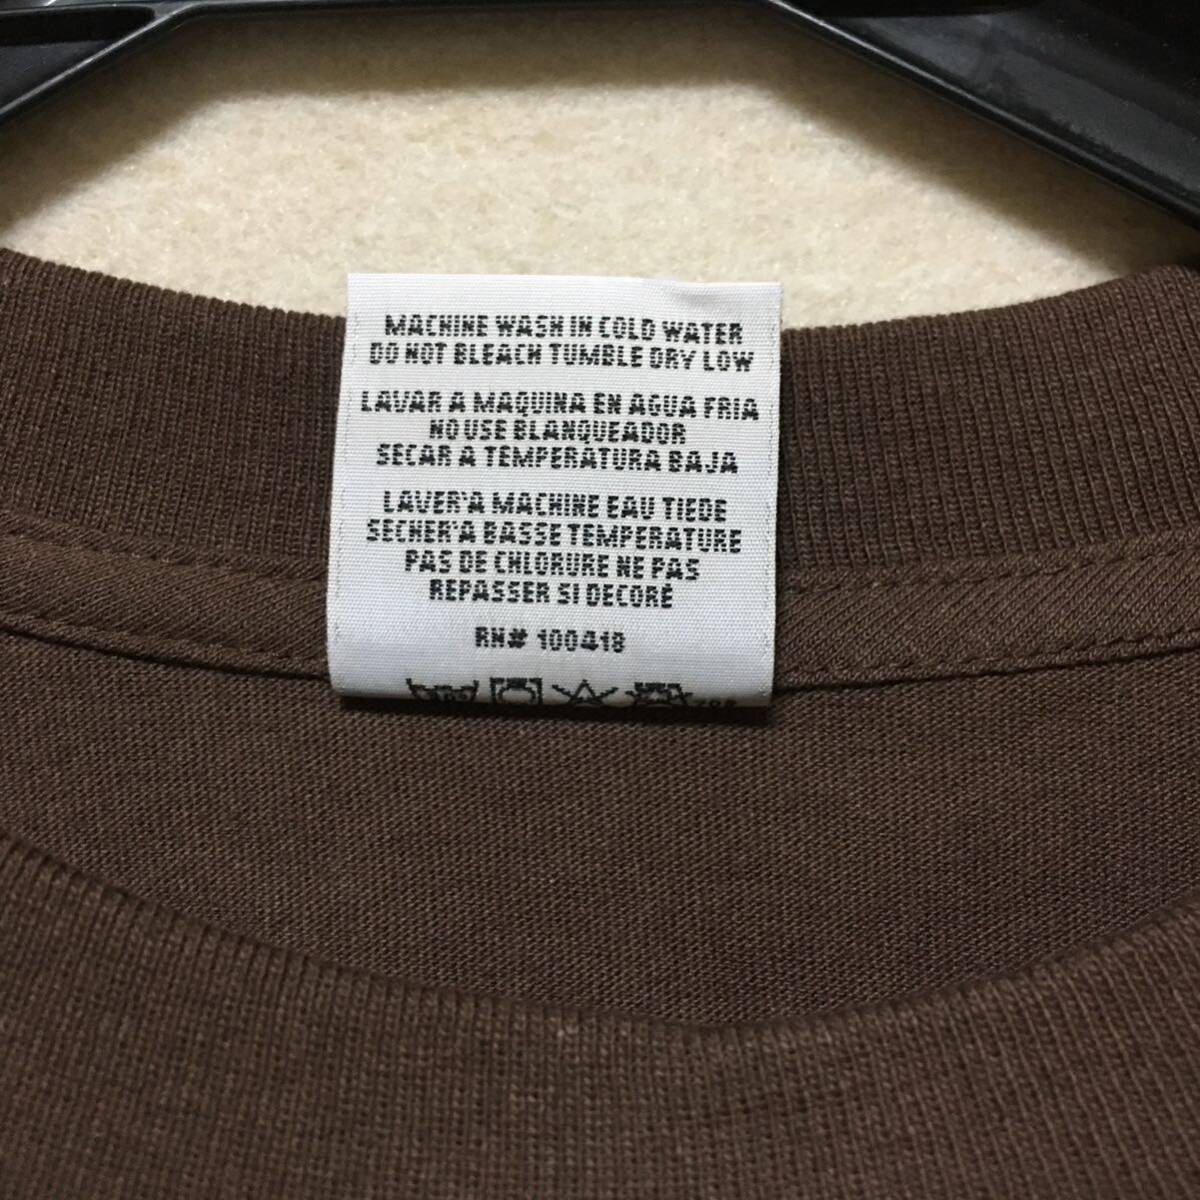 MACHINE WASH IN COLD WATER
DO NOT BLEACH TUMBLE DRY LOW
LAVAR A MAQUINA EN AGUA FRIA
NO USE BLANQUEADOR
SECAR A TEMPERATURA BAJA
LAVER'A MACHINE EAU TIEDE
SECHER'A BASSE TEMPERATURE
PAS DE CHLORURE NE PAS
REPASSER SI DECORÉ
RN# 100418